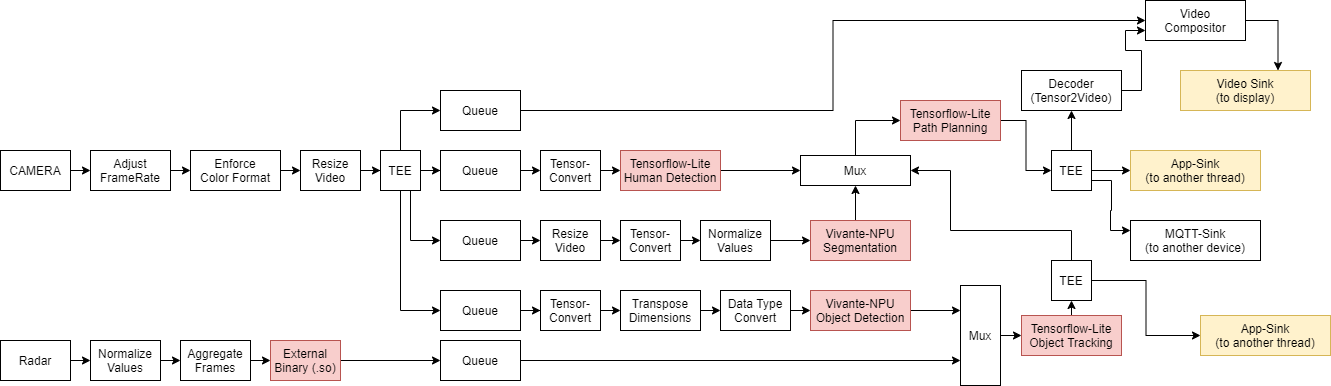 Video
Compositor
Decoder
(Tensor2Video)
Video Sink
(to display)
Queue
Tensorflow-Lite
Path Planning
CAMERA
Adjust
FrameRate
Enforce
Color Format
Resize
Video
TEE
Queue
Tensor-
Convert
Tensorflow-Lite
Human Detection
Mux
TEE
App-Sink
(to another thread)
Queue
Resize
Video
Tensor-
Convert
Normalize
Values
Vivante-NPU
Segmentation
MQTT-Sink
(to another device)
TEE
Queue
Tensor-
Convert
Transpose
Dimensions
Data Type
Convert
Vivante-NPU
Object Detection
Mux
Tensorflow-Lite
Object Tracking
App-Sink
(to another thread)
Radar
Normalize
Values
Aggregate
Frames
External
Binary (.so)
Queue